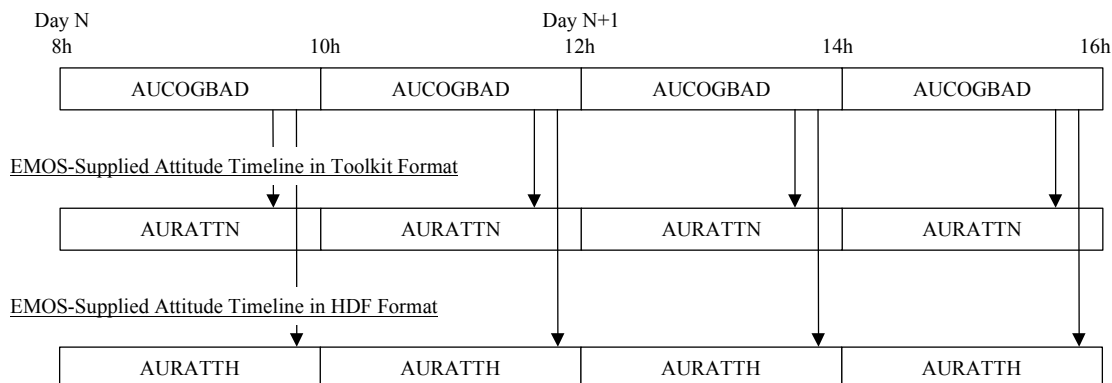 Day N Day N+1
8h 10h 12h 14h 16h
AUCOGBAD AUCOGBAD AUCOGBAD AUCOGBAD
EMOS-Supplied Attitude Timeline in Toolkit Format
AURATTN AURATTN AURATTN AURATTN
EMOS-Supplied Attitude Timeline in HDF Format
AURATTH AURATTH AURATTH AURATTH